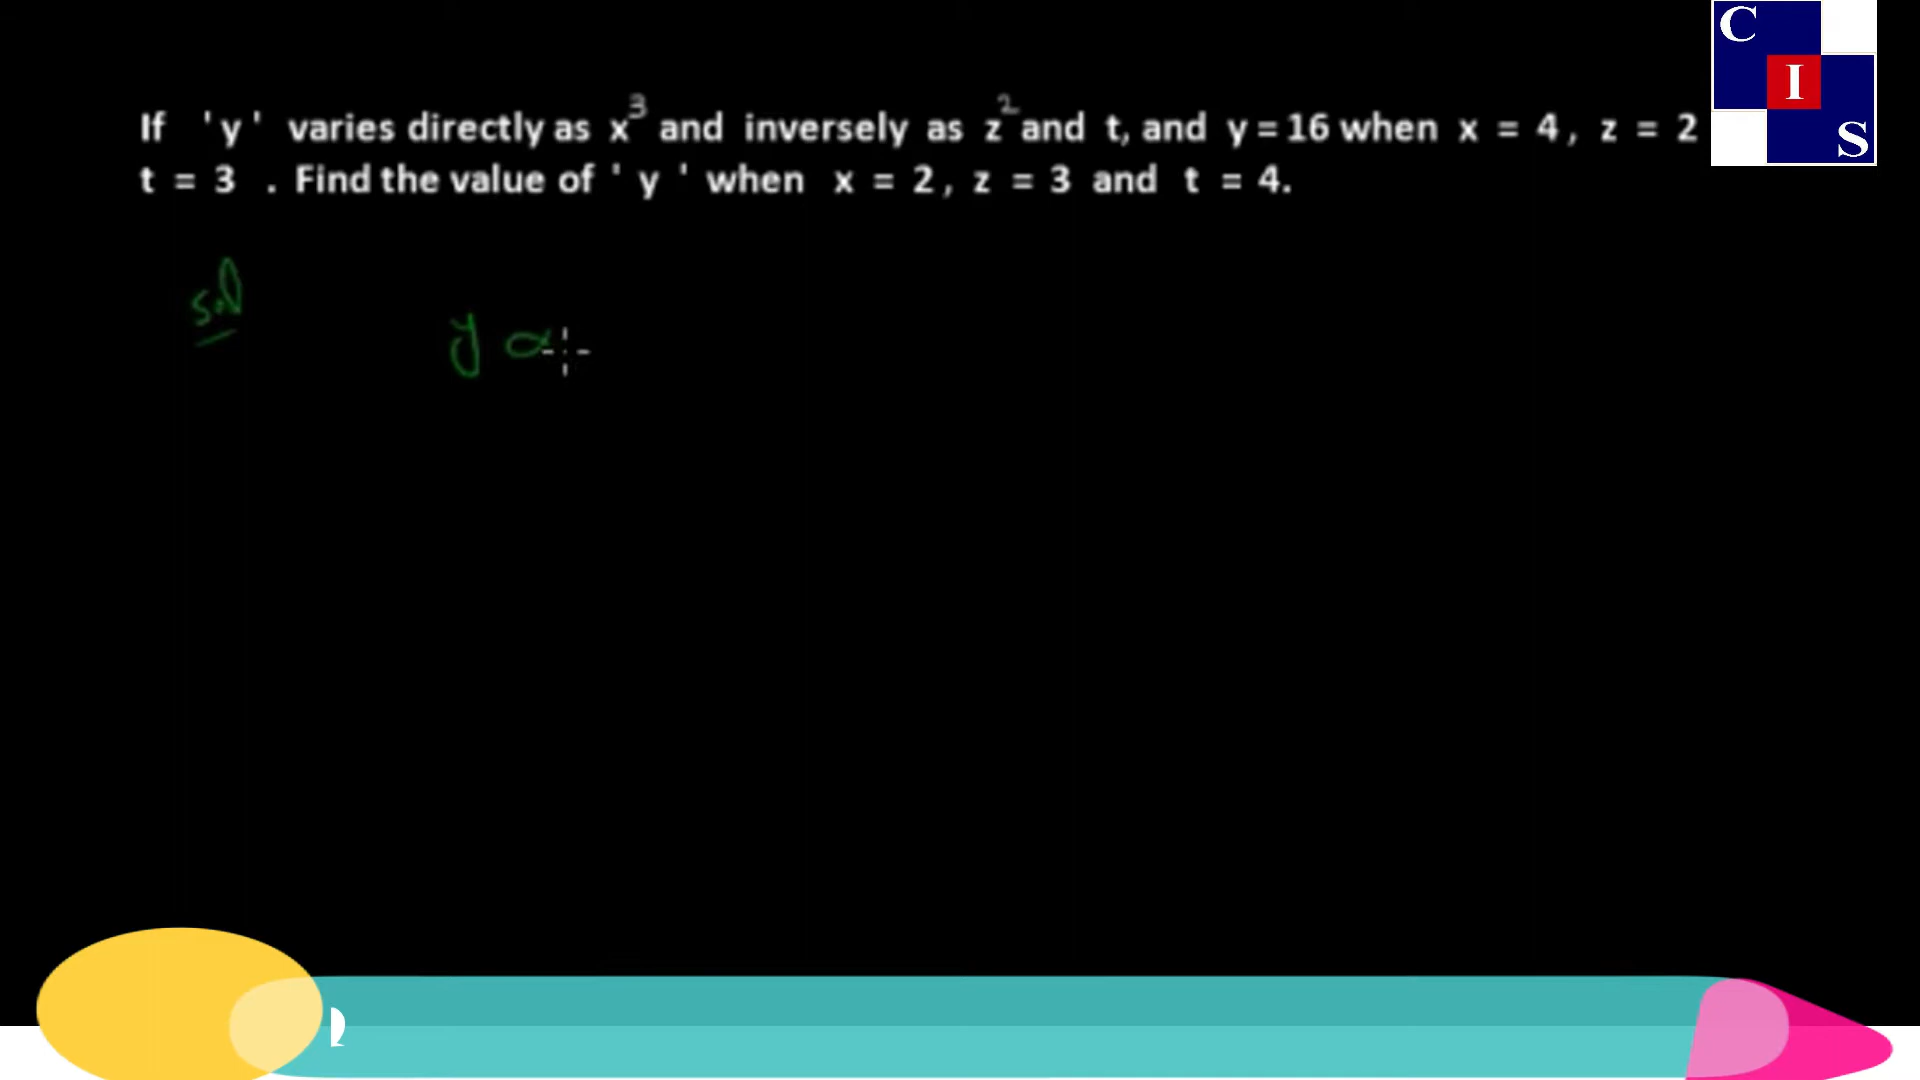 If ' y ' varies directly as x³ and inversely as z² and t, and y = 16 when x = 4 , z = 2
t = 3 . Find the value of ' y ' when x = 2 , z = 3 and t = 4.
sol
y ∝
C
I
S